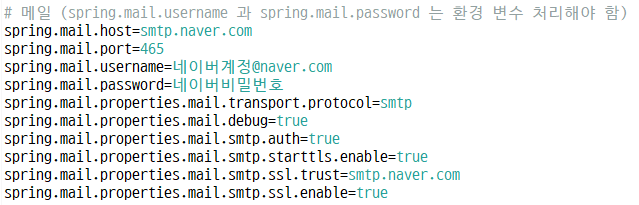 # 메일 (spring.mail.username 과 spring.mail.password 는 환경 변수 처리해야 함)
spring.mail.host=smtp.naver.com
spring.mail.port=465
spring.mail.username=네이버계정@naver.com
spring.mail.password=네이버비밀번호
spring.mail.properties.mail.transport.protocol=smtp
spring.mail.properties.mail.debug=true
spring.mail.properties.mail.smtp.auth=true
spring.mail.properties.mail.smtp.starttls.enable=true
spring.mail.properties.mail.smtp.ssl.trust=smtp.naver.com
spring.mail.properties.mail.smtp.ssl.enable=true